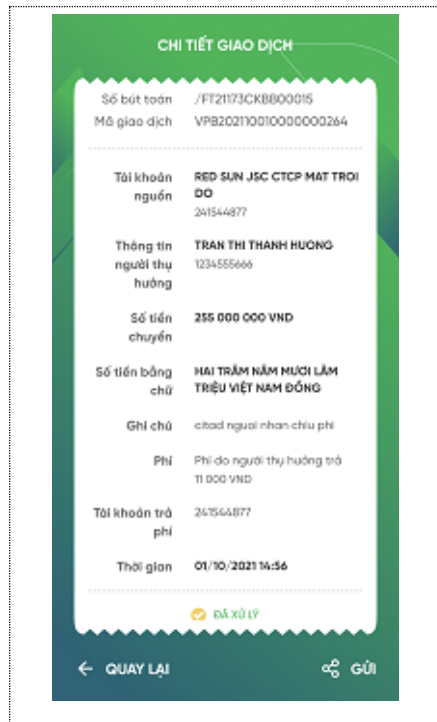 CHI TIẾT GIAO DỊCH
Số bút toán /FT21173CKBB00015
Mã giao dịch VPB202110010000000264
Tài khoản RED SUN JSC CTCP MAT TROI
nguồn DO
241544877
Thông tin TRAN THI THANH HUONG
người thụ 1234555666
hưởng
Số tiền 255 000 000 VND
chuyển
Số tiền bằng HAI TRĂM NĂM MƯƠI LĂM
chữ TRIỆU VIỆT NAM ĐỒNG
Ghi chú citad nguoi nhan chiu phi
Phí Phí do người thụ hưởng trả
11 000 VND
Tài khoản trả 241544877
phí
Thời gian 01/10/2021 14:56
ĐÃ XỬ LÝ
QUAY LẠI GỬI